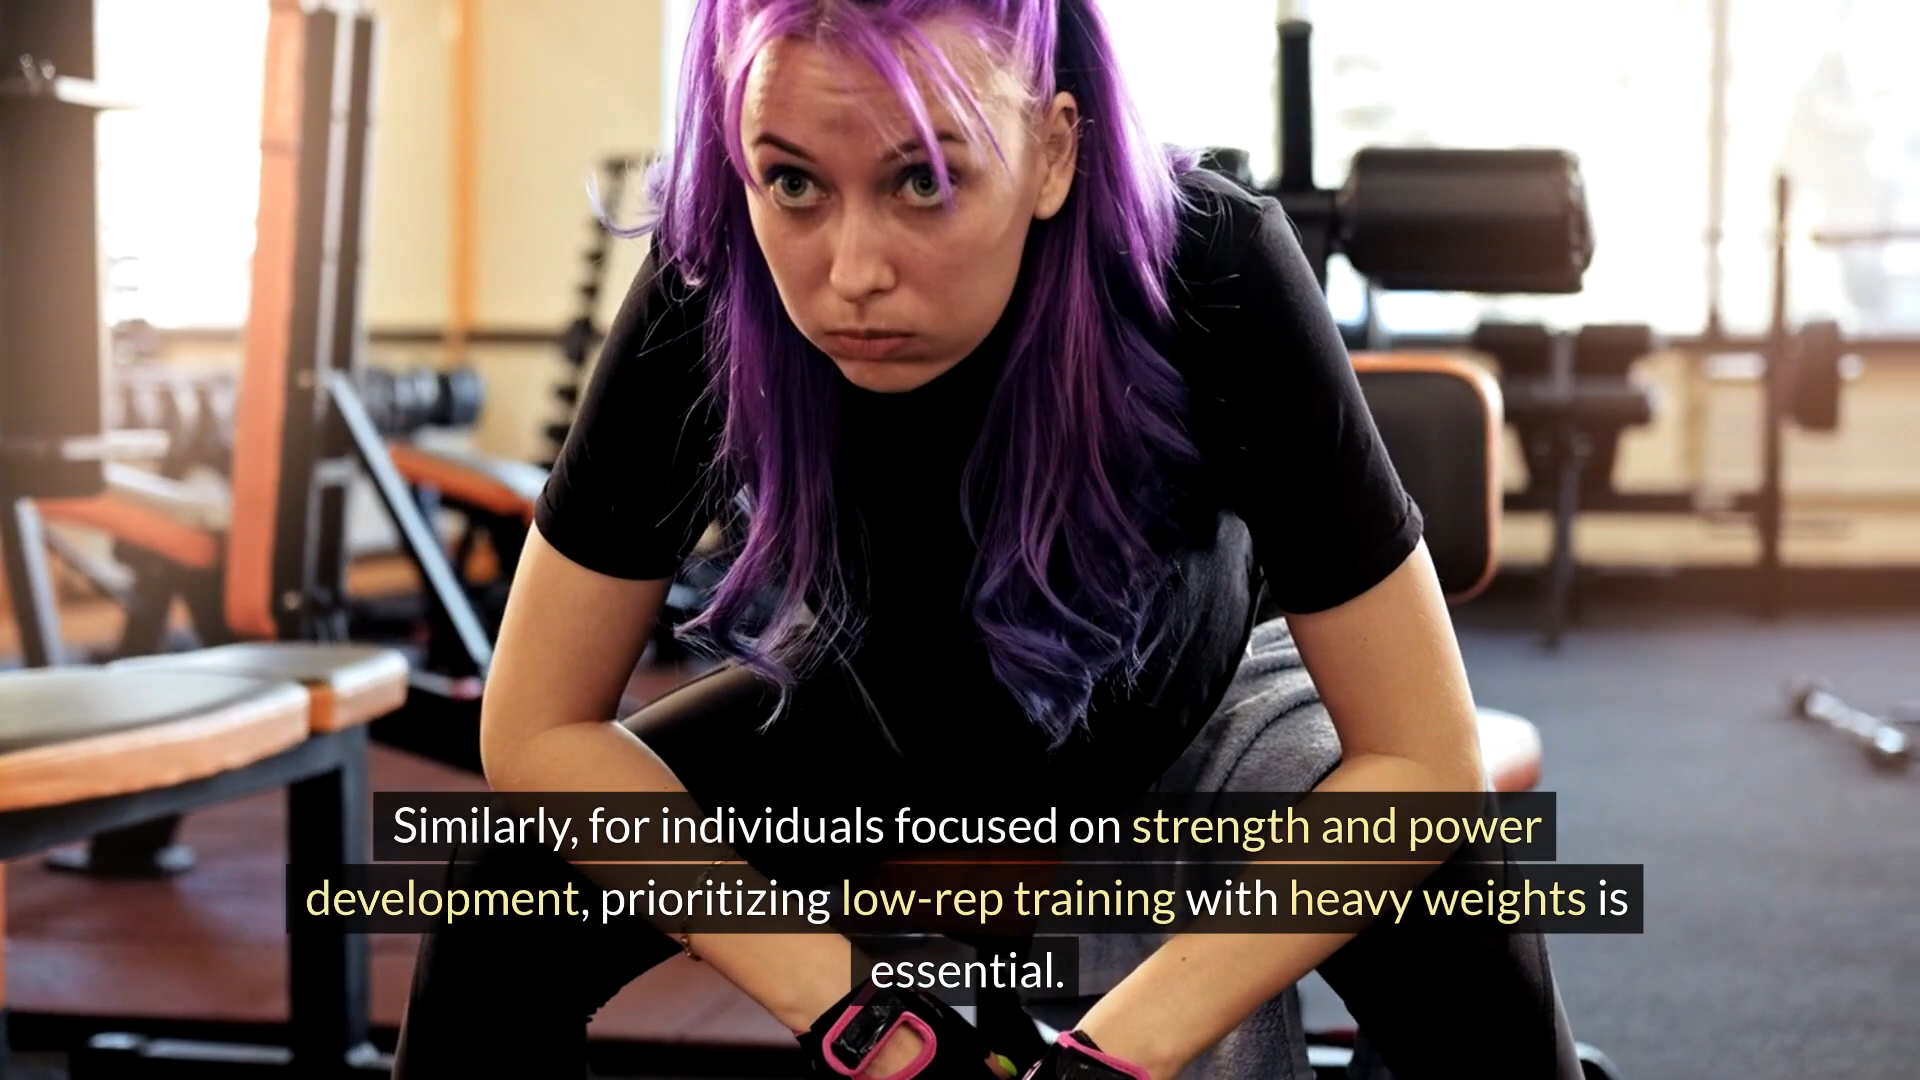 Similarly, for individuals focused on strength and power
development, prioritizing low-rep training with heavy weights is
essential.